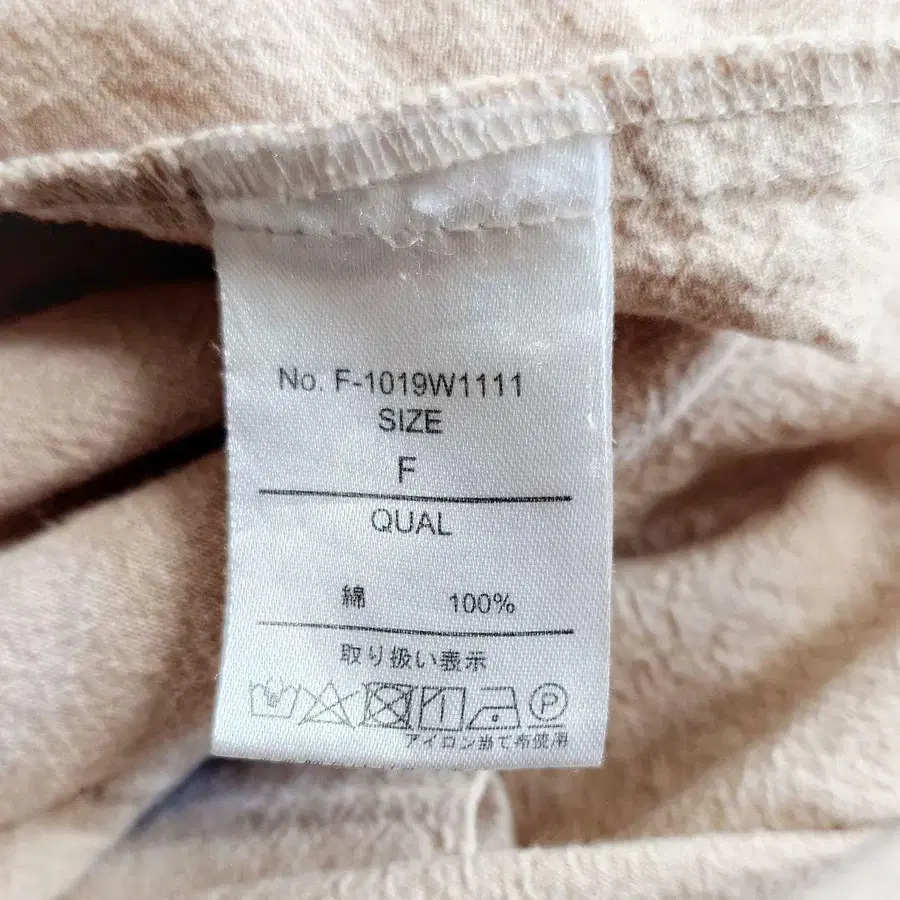 No. F-1019W1111
SIZE
F
QUAL
綿 100%
取り扱い表示
P
アイロン当て布使用